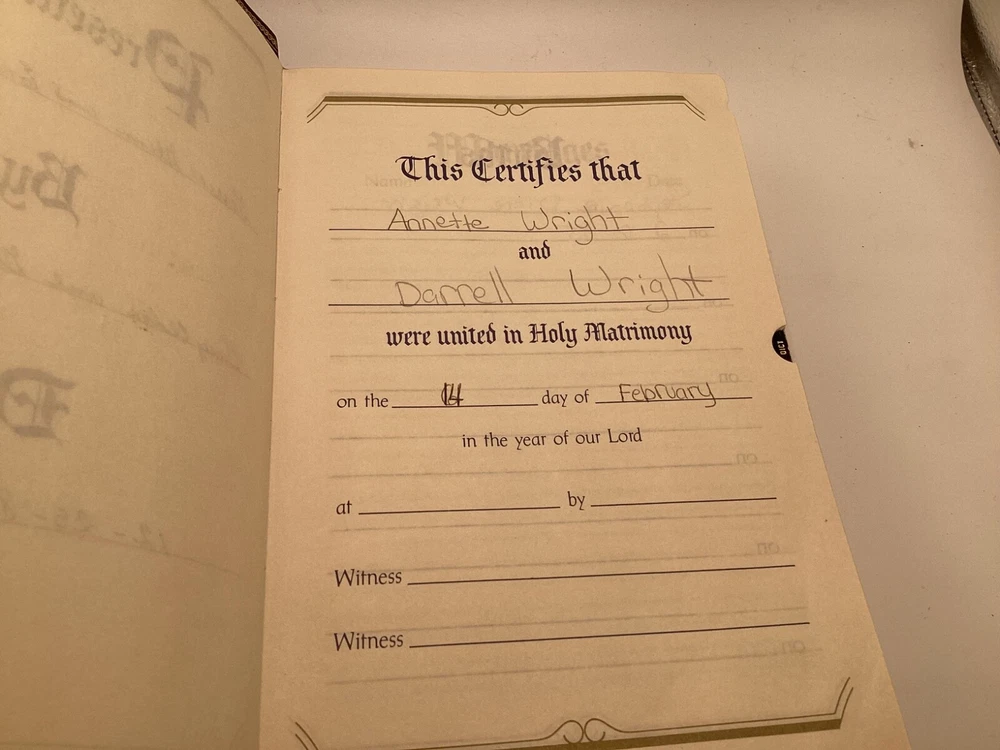 This Certifies that
Annette Wright
and
Darrell Wright
were united in Holy Matrimony
on the 14 day of February
in the year of our Lord
at by
Witness
Witness